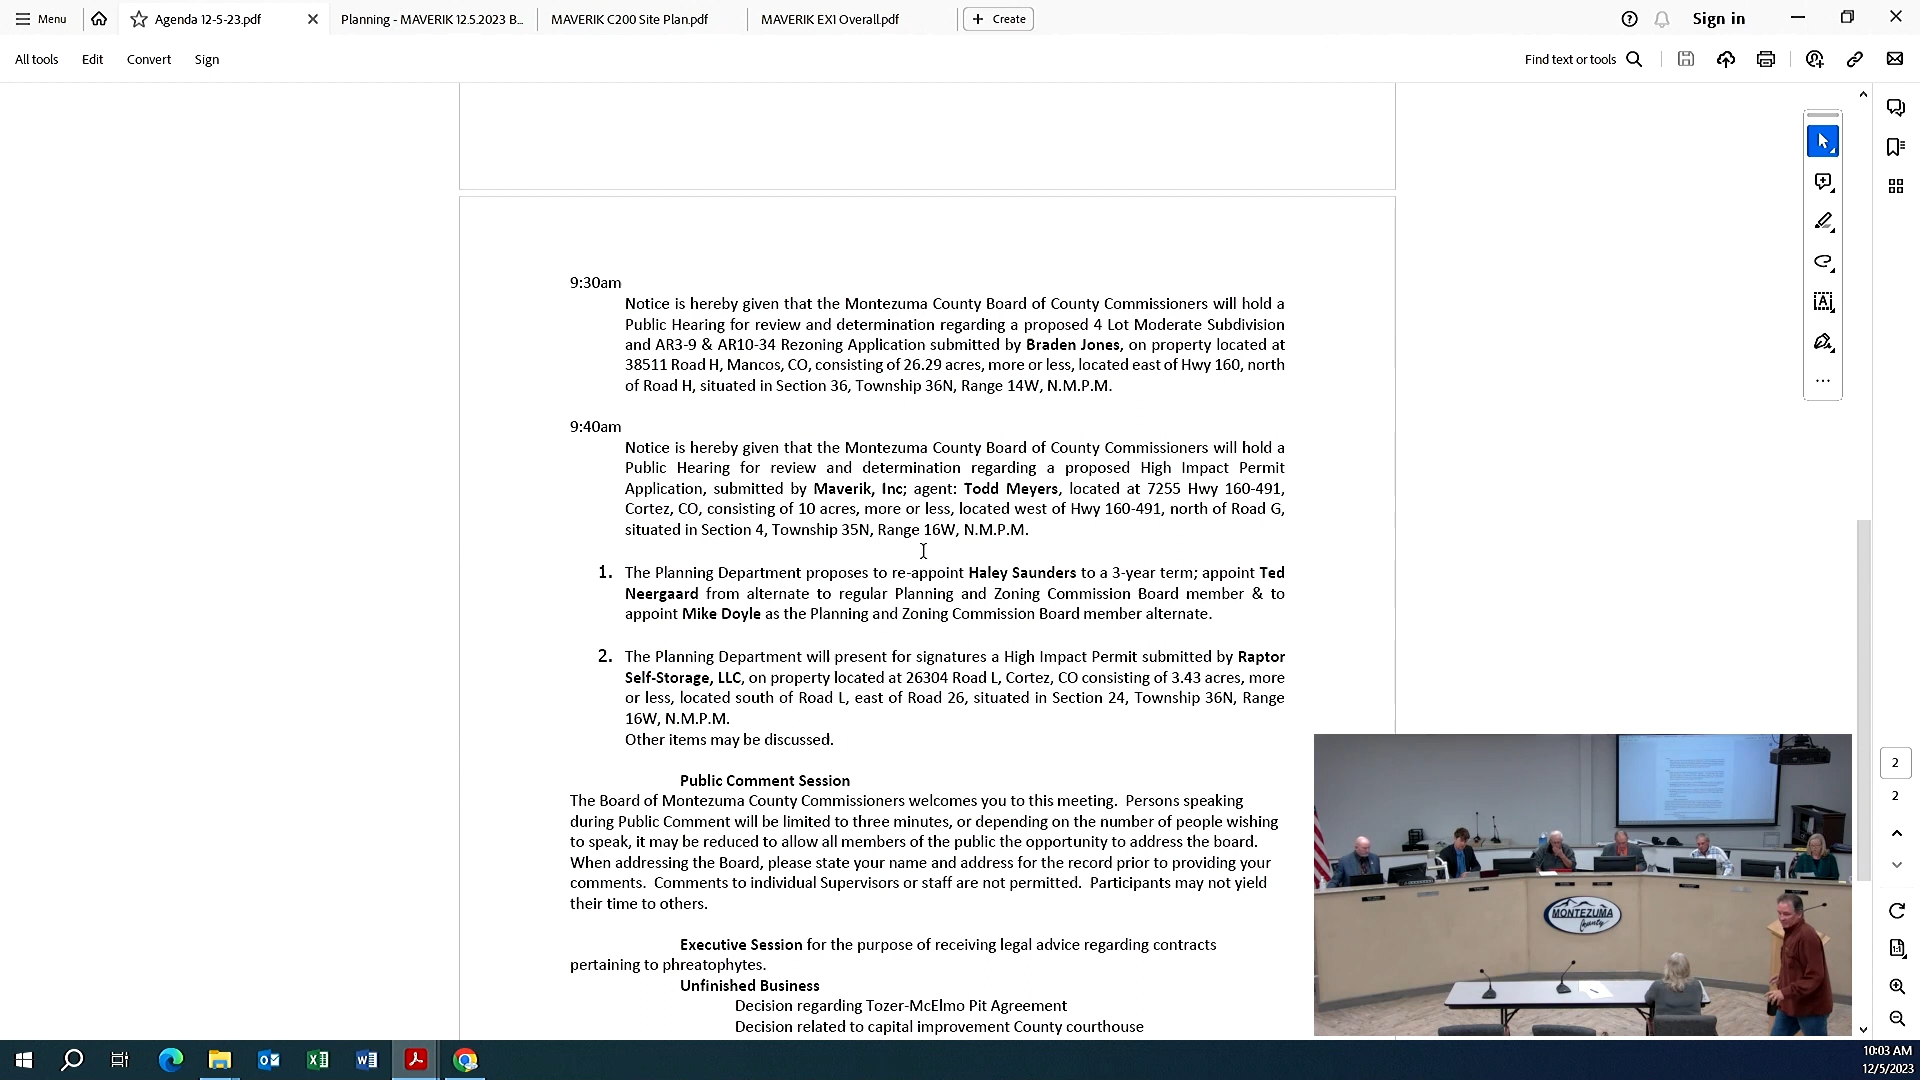 Menu
Agenda 12-5-23.pdf
Planning - MAVERIK 12.5.2023 B...
MAVERIK C200 Site Plan.pdf
MAVERIK EX1 Overall.pdf
Create
Sign in
All tools
Edit
Convert
Sign
Find text or tools
9:30am
Notice is hereby given that the Montezuma County Board of County Commissioners will hold a
Public Hearing for review and determination regarding a proposed 4 Lot Moderate Subdivision
and AR3-9 & AR10-34 Rezoning Application submitted by Braden Jones, on property located at
38511 Road H, Mancos, CO, consisting of 26.29 acres, more or less, located east of Hwy 160, north
of Road H, situated in Section 36, Township 36N, Range 14W, N.M.P.M.
9:40am
Notice is hereby given that the Montezuma County Board of County Commissioners will hold a
Public Hearing for review and determination regarding a proposed High Impact Permit
Application, submitted by Maverik, Inc; agent: Todd Meyers, located at 7255 Hwy 160-491,
Cortez, CO, consisting of 10 acres, more or less, located west of Hwy 160-491, north of Road G,
situated in Section 4, Township 35N, Range 16W, N.M.P.M.
1. The Planning Department proposes to re-appoint Haley Saunders to a 3-year term; appoint Ted
Neergaard from alternate to regular Planning and Zoning Commission Board member & to
appoint Mike Doyle as the Planning and Zoning Commission Board member alternate.
2. The Planning Department will present for signatures a High Impact Permit submitted by Raptor
Self-Storage, LLC, on property located at 26304 Road L, Cortez, CO consisting of 3.43 acres, more
or less, located south of Road L, east of Road 26, situated in Section 24, Township 36N, Range
16W, N.M.P.M.
Other items may be discussed.
Public Comment Session
The Board of Montezuma County Commissioners welcomes you to this meeting. Persons speaking
during Public Comment will be limited to three minutes, or depending on the number of people wishing
to speak, it may be reduced to allow all members of the public the opportunity to address the board.
When addressing the Board, please state your name and address for the record prior to providing your
comments. Comments to individual Supervisors or staff are not permitted. Participants may not yield
their time to others.
Executive Session for the purpose of receiving legal advice regarding contracts
pertaining to phreatophytes.
Unfinished Business
Decision regarding Tozer-McElmo Pit Agreement
Decision related to capital improvement County courthouse
2
2
MONTEZUMA
County
10:03 AM
12/5/2023